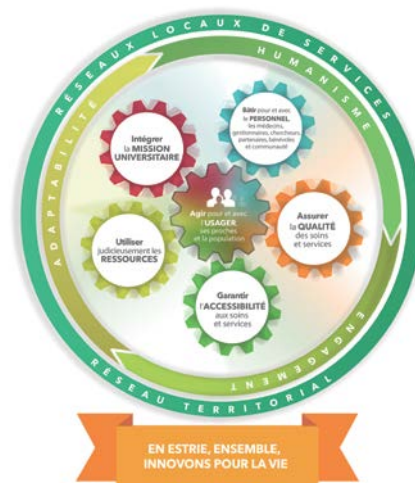 RÉSEAUX LOCAUX DE SERVICES
HUMANISME
ADAPTABILITÉ
Bâtir pour et avec
le PERSONNEL,
les médecins,
gestionnaires, chercheurs,
partenaires, bénévoles
et communauté
Intégrer
la MISSION
UNIVERSITAIRE
Agir pour et avec
l'USAGER,
ses proches
et la population
Assurer
la QUALITÉ
des soins
et services
Utiliser
judicieusement les
RESSOURCES
Garantir
l'ACCESSIBILITÉ
aux soins
et services
ENGAGEMENT
RÉSEAU TERRITORIAL
EN ESTRIE, ENSEMBLE,
INNOVONS POUR LA VIE